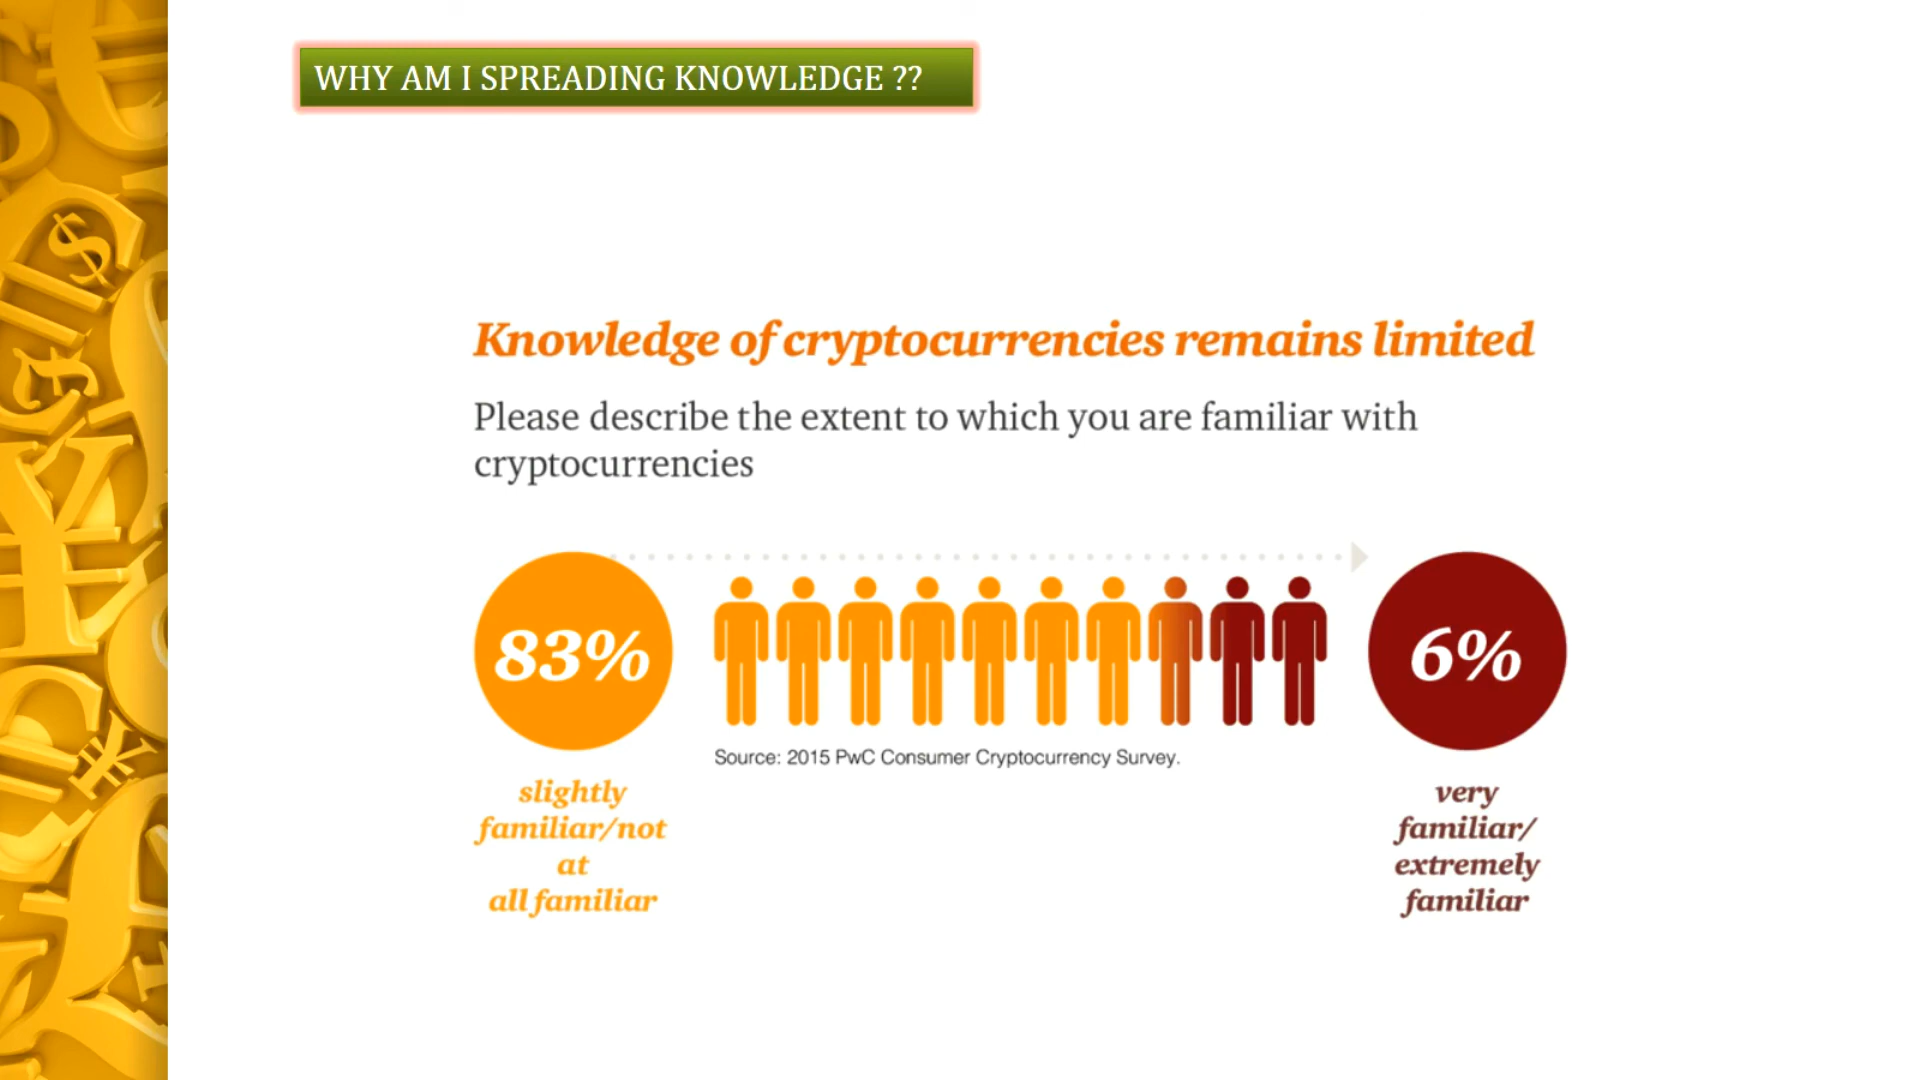 WHY AM I SPREADING KNOWLEDGE ??
Knowledge of cryptocurrencies remains limited
Please describe the extent to which you are familiar with
cryptocurrencies
83%
6%
Source: 2015 PwC Consumer Cryptocurrency Survey.
slightly
familiar/not
at
all familiar
very
familiar/
extremely
familiar